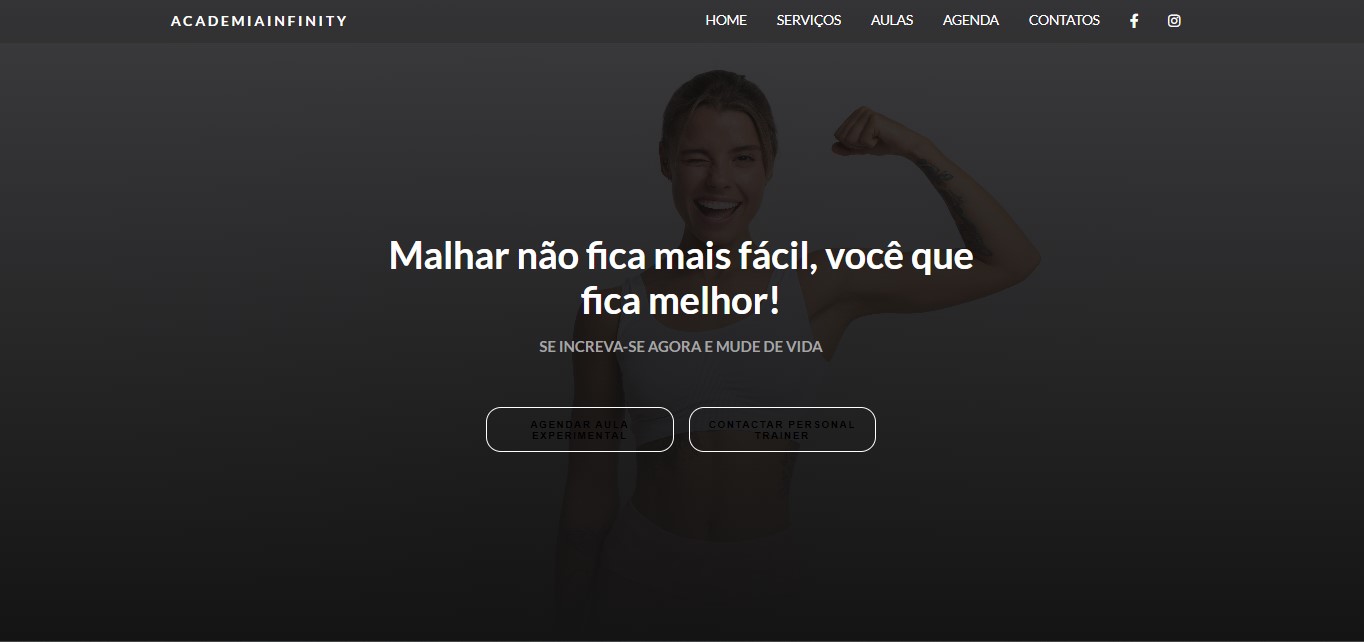 ACADEMIAINFINITY
HOME SERVIÇOS AULAS AGENDA CONTATOS
Malhar não fica mais fácil, você que
fica melhor!
SE INCREVA-SE AGORA E MUDE DE VIDA
AGENDAR AULA
EXPERIMENTAL
CONTACTAR PERSONAL
TRAINER